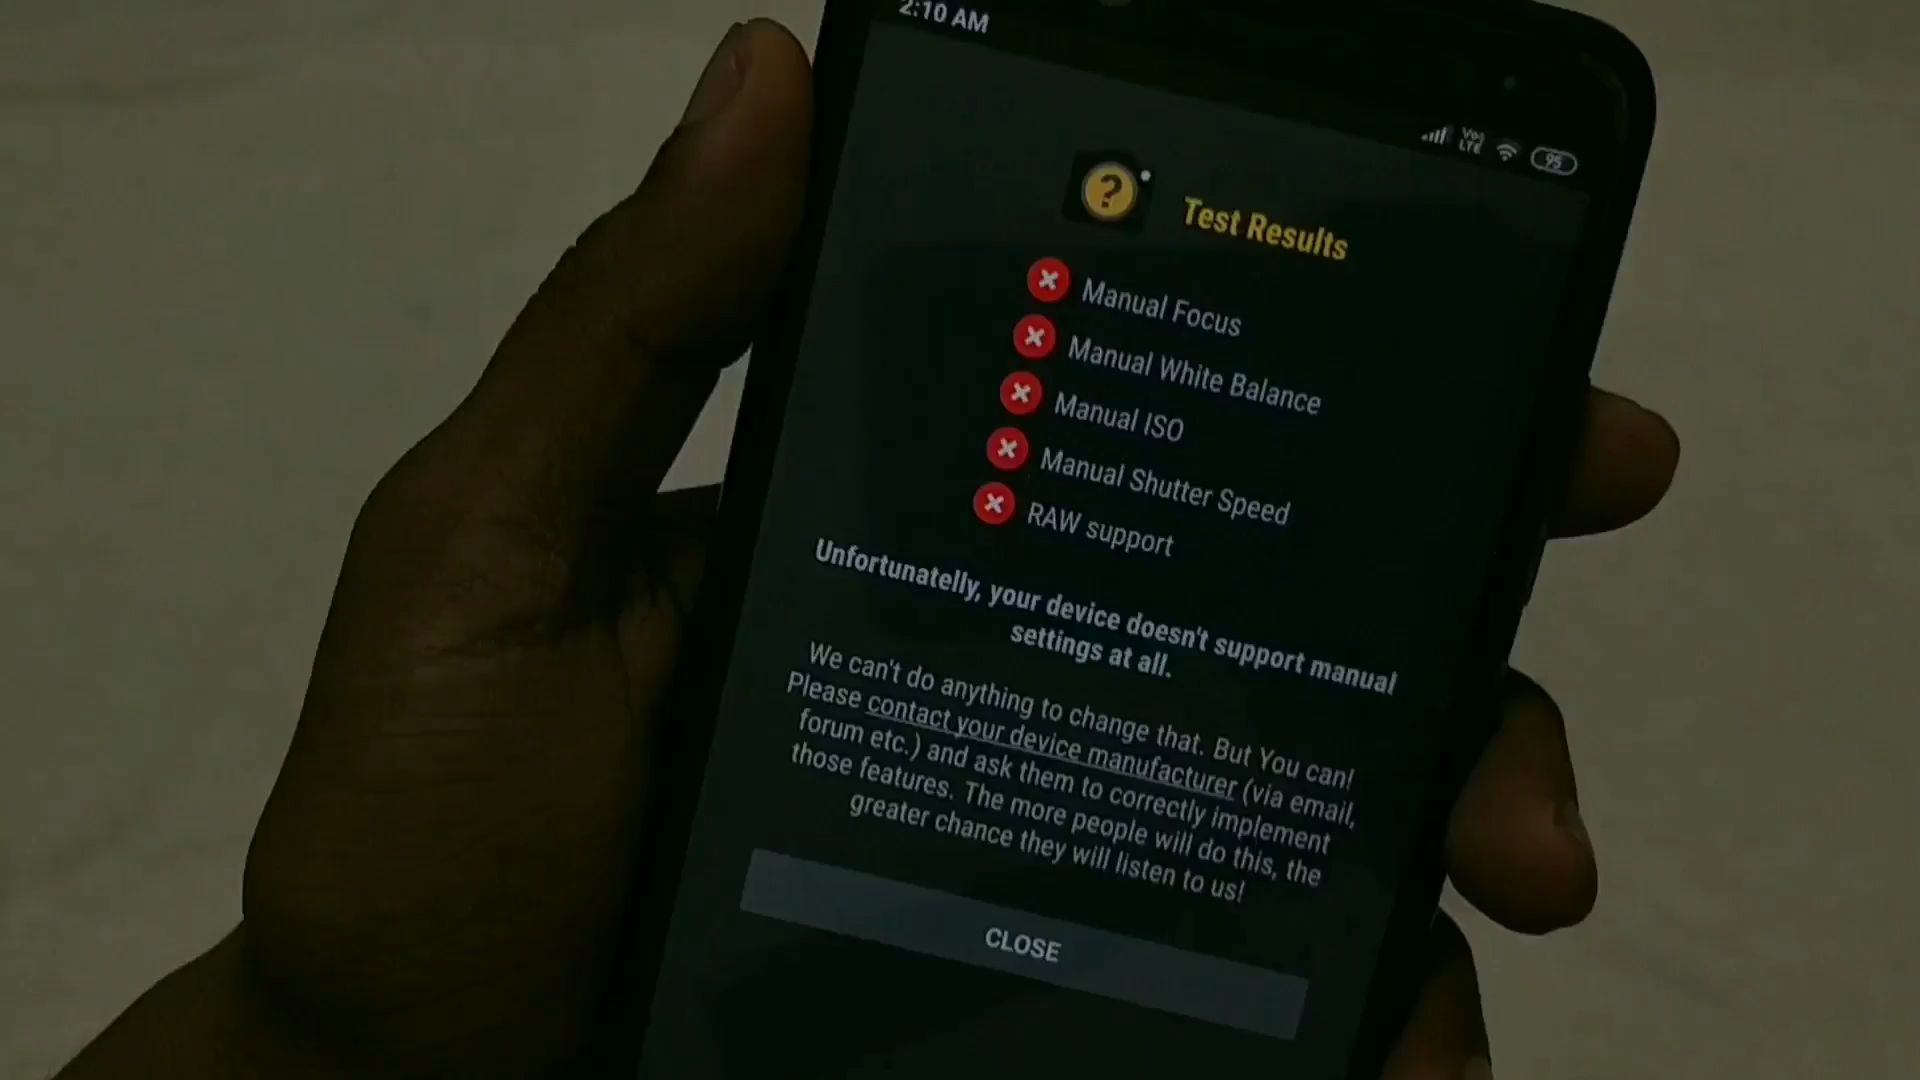 2:10 AM
Vo)
LTE
95
?
Test Results
Manual Focus
Manual White Balance
Manual ISO
Manual Shutter Speed
RAW support
Unfortunatelly, your device doesn't support manual
settings at all.
We can't do anything to change that. But You can!
Please contact your device manufacturer (via email,
forum etc.) and ask them to correctly implement
those features. The more people will do this, the
greater chance they will listen to us!
CLOSE